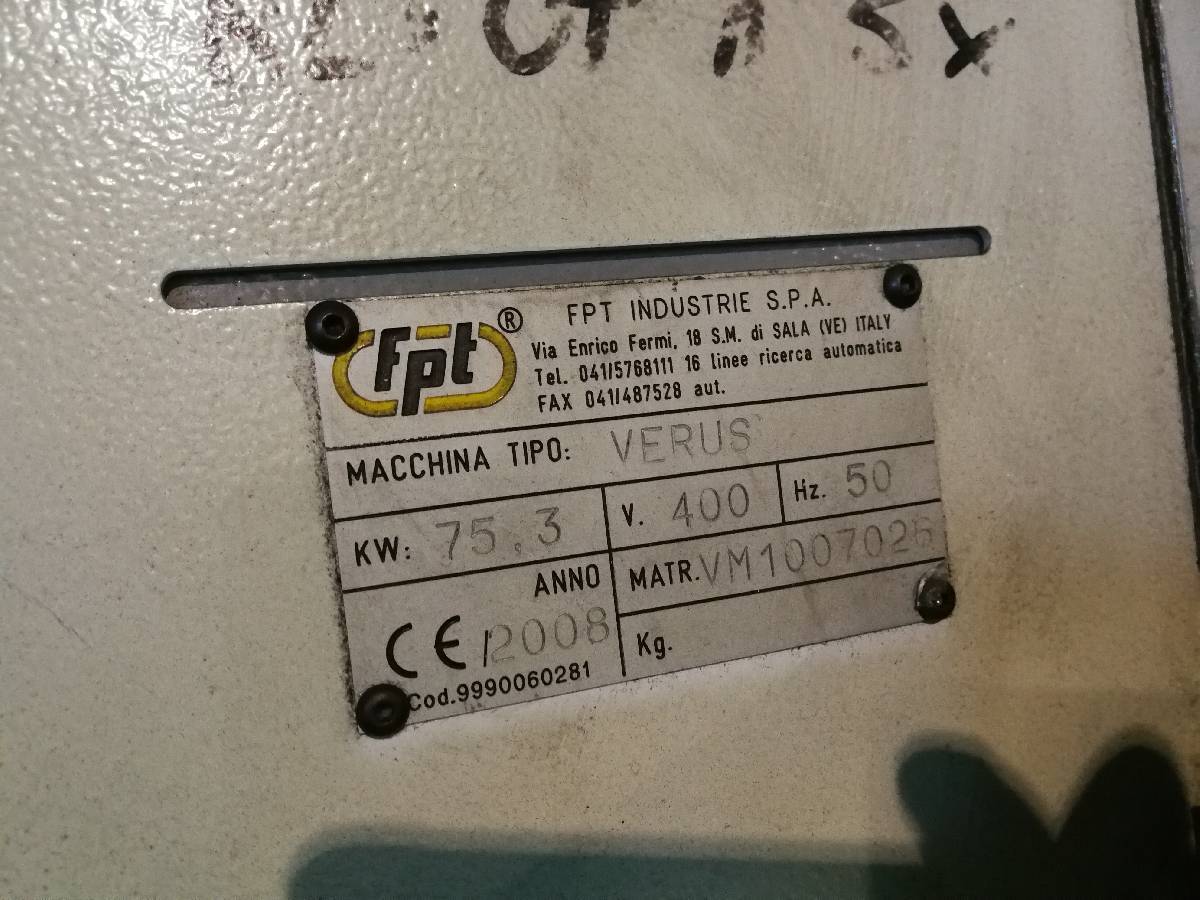 fpt®
FPT INDUSTRIE S.P.A.
Via Enrico Fermi, 18 S.M. di SALA (VE) ITALY
Tel. 041/5768111 16 linee ricerca automatica
FAX 041/487528 aut.
MACCHINA TIPO: VERUS
KW: 75,3 V. 400 Hz. 50
ANNO 2008 MATR. VM1007026
CE Kg.
Cod.9990060281